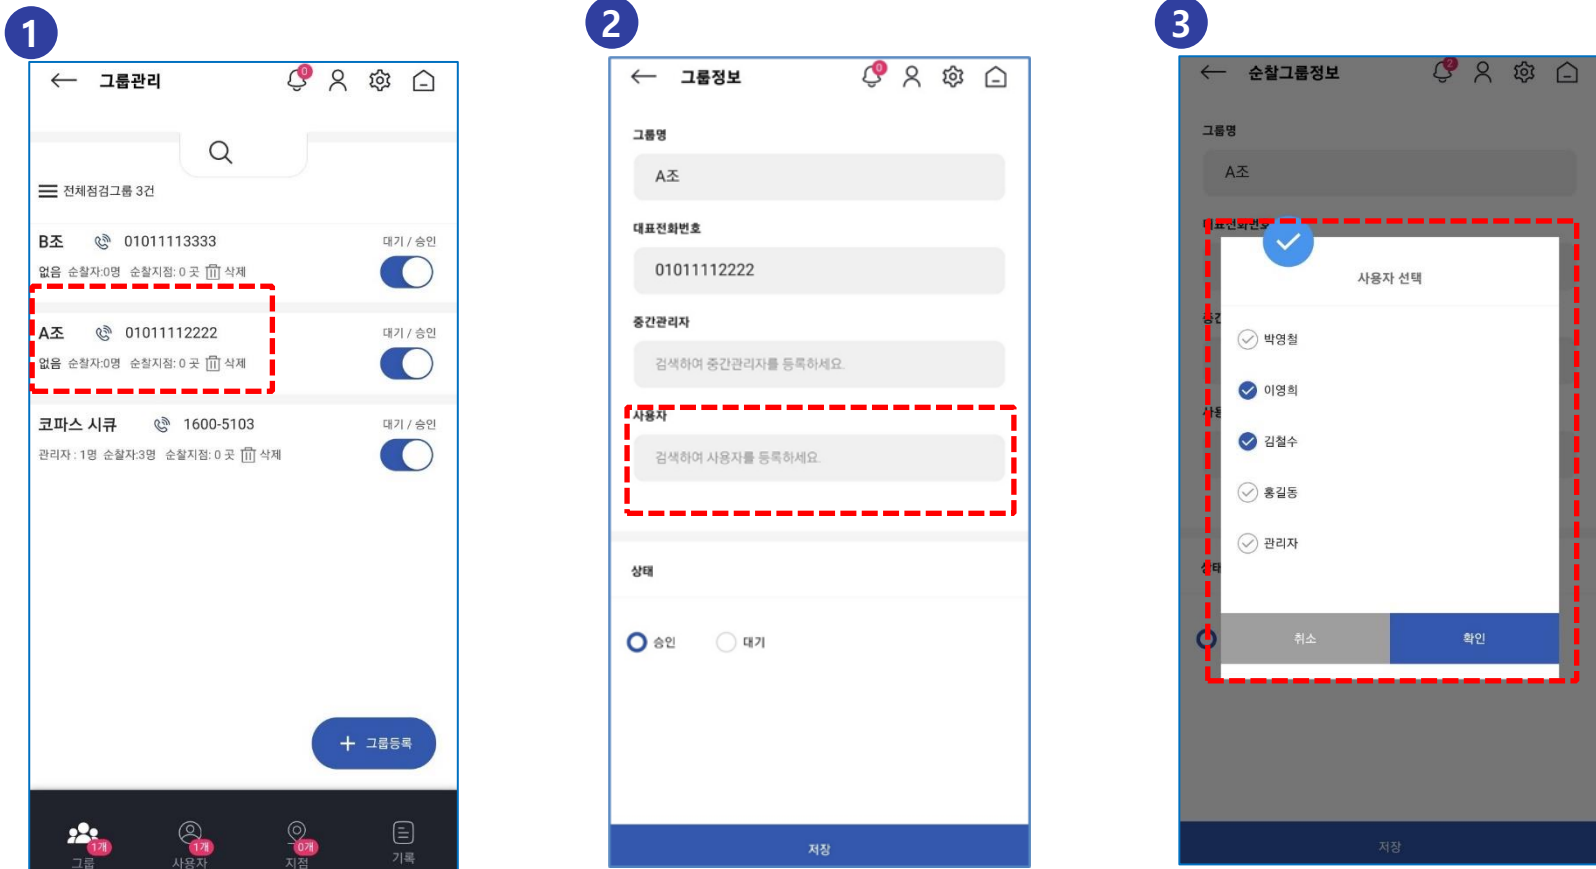 1
그룹관리
0
전체점검그룹 3건
B조 01011113333 대기 / 승인
없음 순찰자:0명 순찰지점: 0 곳 삭제
A조 01011112222 대기 / 승인
없음 순찰자:0명 순찰지점: 0 곳 삭제
코파스 시큐 1600-5103 대기 / 승인
관리자 : 1명 순찰자:3명 순찰지점: 0 곳 삭제
+ 그룹등록
1개 1개 0개
그룹 사용자 지점 기록
2
그룹정보
0
그룹명
A조
대표전화번호
01011112222
중간관리자
검색하여 중간관리자를 등록하세요.
사용자
검색하여 사용자를 등록하세요.
상태
승인 대기
저장
3
순찰그룹정보
2
그룹명
A조
대표전화번호
사용자 선택
박영철
이영희
김철수
홍길동
관리자
취소 확인
저장